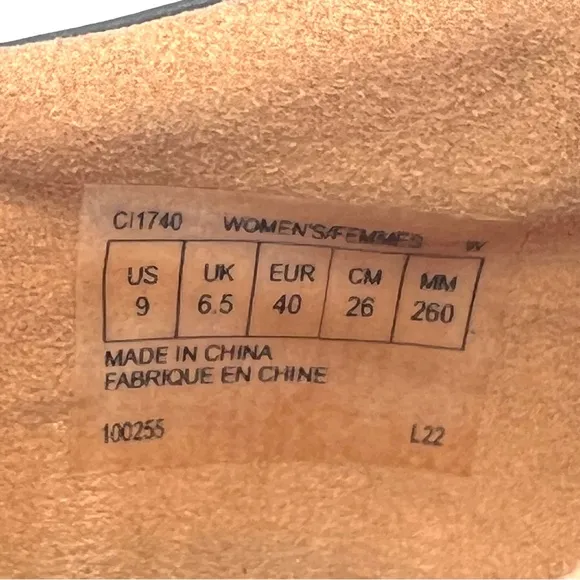 CI1740 WOMEN'S/FEMMES W
US UK EUR CM MM
9 6.5 40 26 260
MADE IN CHINA
FABRIQUE EN CHINE
100255 L22